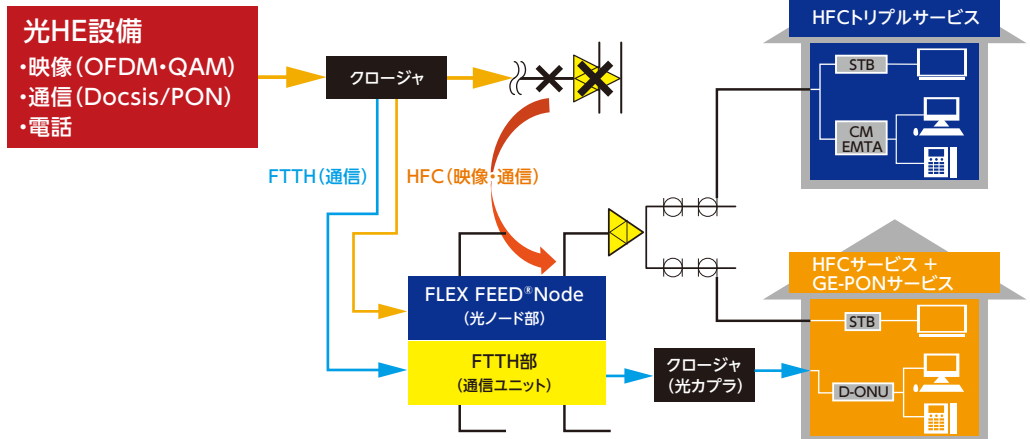 光HE設備
・映像（OFDM・QAM）
・通信（Docsis/PON）
・電話
クロージャ
FTTH（通信）
HFC（映像・通信）
FLEX FEED®Node
（光ノード部）
FTTH部
（通信ユニット）
クロージャ
（光カプラ）
HFCトリプルサービス
STB
CM
EMTA
HFCサービス +
GE-PONサービス
STB
D-ONU